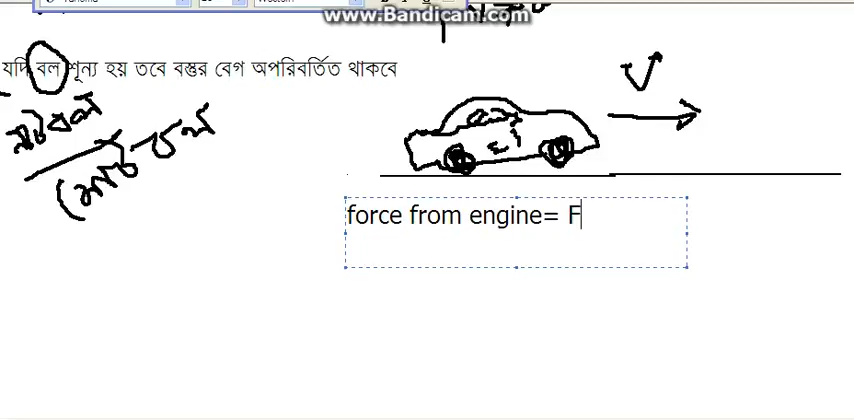 www.Bandicam.com
যদি বল শূন্য হয় তবে বস্তুর বেগ অপরিবর্তিত থাকবে
V
force from engine= F